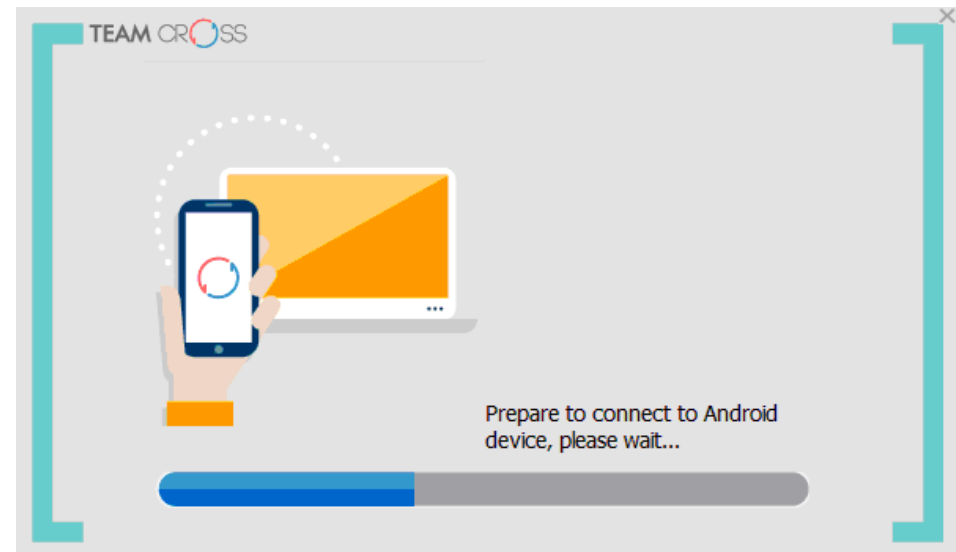 TEAM CROSS
Prepare to connect to Android
device, please wait...